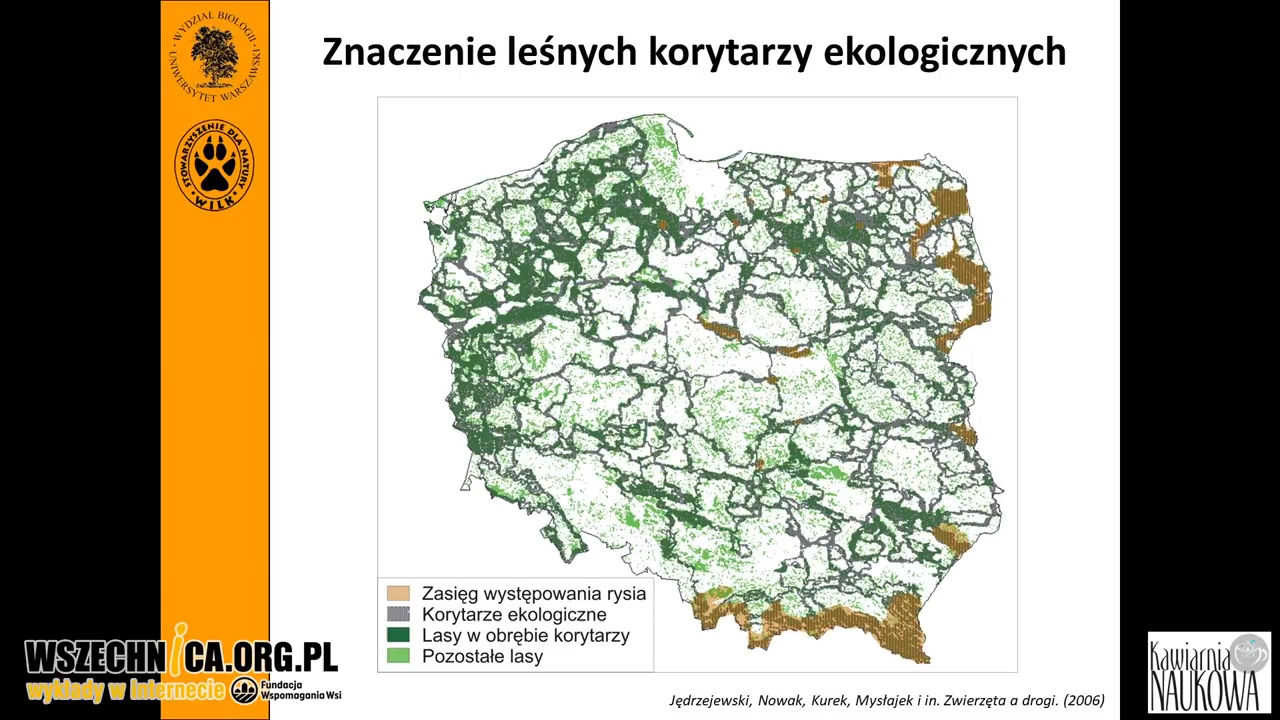 WYDZIAŁ BIOLOGII
UNIWERSYTET WARSZAWSKI
STOWARZYSZENIE DLA NATURY
WILK
Znaczenie leśnych korytarzy ekologicznych
Zasięg występowania rysia
Korytarze ekologiczne
Lasy w obrębie korytarzy
Pozostałe lasy
Jędrzejewski, Nowak, Kurek, Mysłajek i in. Zwierzęta a drogi. (2006)
WSZECHNICA.ORG.PL
wykłady w internecie
Fundacja
Wspomagania Wsi
Kawiarnia
NAUKOWA